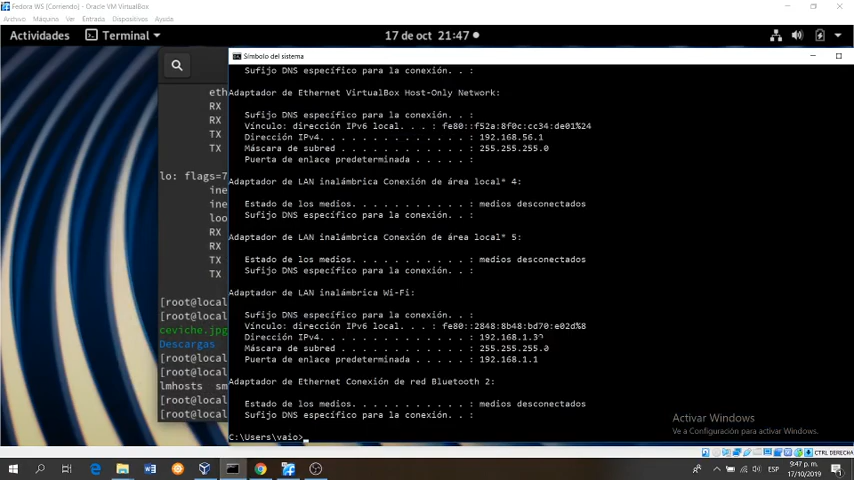 Fedora.WS [Corriendo] - Oracle VM VirtualBox
Archivo Máquina Ver Entrada Dispositivos Ayuda
Actividades Terminal 17 de oct 21:47
Símbolo del sistema
Sufijo DNS específico para la conexión. . :
Adaptador de Ethernet VirtualBox Host-Only Network:
Sufijo DNS específico para la conexión. . :
Vínculo: dirección IPv6 local. . . : fe80::f52a:8f0c:cc34:de01%24
Dirección IPv4. . . . . . . . . . . . . . : 192.168.56.1
Máscara de subred . . . . . . . . . . . . : 255.255.255.0
Puerta de enlace predeterminada . . . . . :
Adaptador de LAN inalámbrica Conexión de área local* 4:
Estado de los medios. . . . . . . . . . . : medios desconectados
Sufijo DNS específico para la conexión. . :
Adaptador de LAN inalámbrica Conexión de área local* 5:
Estado de los medios. . . . . . . . . . . : medios desconectados
Sufijo DNS específico para la conexión. . :
Adaptador de LAN inalámbrica Wi-Fi:
Sufijo DNS específico para la conexión. . :
Vínculo: dirección IPv6 local. . . : fe80::2848:8b48:bd70:e02d%8
Dirección IPv4. . . . . . . . . . . . . . :
Máscara de subred . . . . . . . . . . . . : 255.255.255.0
Puerta de enlace predeterminada . . . . . : 192.168.1.1
Adaptador de Ethernet Conexión de red Bluetooth 2:
Estado de los medios. . . . . . . . . . . : medios desconectados
Sufijo DNS específico para la conexión. . :
C:\Users\vaio>
eth
RX
RX
TX
TX
lo: flags=7
ine
ine
loo
RX
RX
TX
TX
[root@local
[root@local
ceviche.jpg
Descargas
[root@local
lmhosts sm
[root@local
[root@local
Activar Windows
Ve a Configuración para activar Windows.
CTRL DERECHA
ESP
9:47 p. m.
17/10/2019